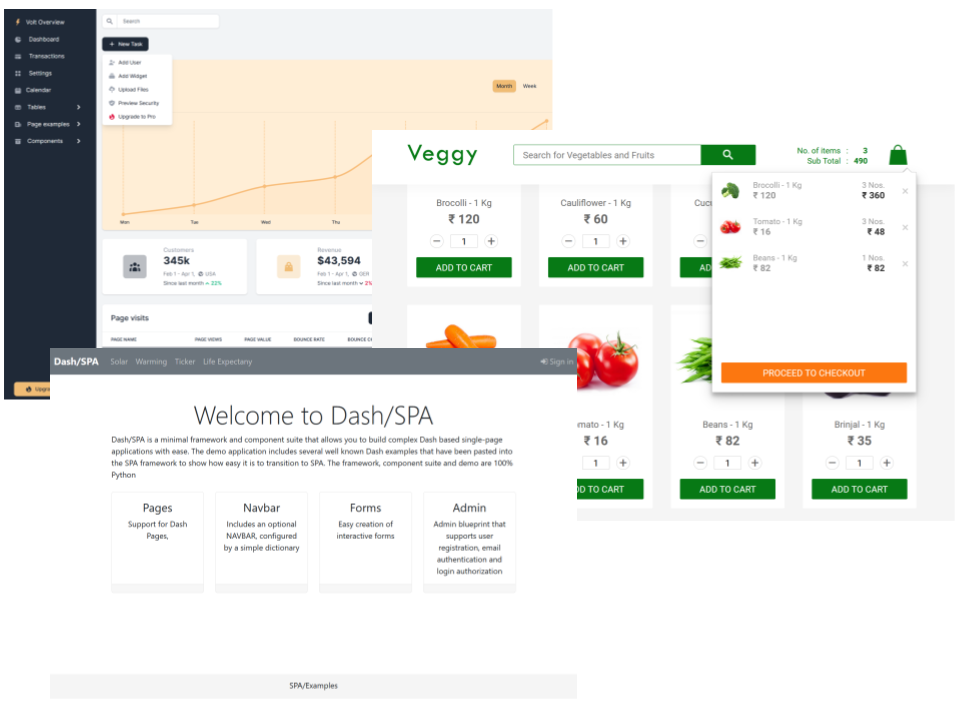 Volt Overview
Dashboard
Transactions
Settings
Calendar
Tables
Page examples
Components
Search
+ New Task
Add User
Add Widget
Upload Files
Preview Security
Upgrade to Pro
Month Week
Mon Tue Wed Thu
Customers
345k
Feb 1 - Apr 1, USA
Since last month 22%
Revenue
$43,594
Feb 1 - Apr 1, GER
Since last month 2%
Page visits
PAGE NAME PAGE VIEWS PAGE VALUE BOUNCE RATE
Veggy
Search for Vegetables and Fruits
No. of items : 3
Sub Total : 490
Brocolli - 1 Kg
₹ 120
− 1 +
ADD TO CART
Cauliflower - 1 Kg
₹ 60
− 1 +
ADD TO CART
Brocolli - 1 Kg 3 Nos. ×
₹ 120 ₹ 360
Tomato - 1 Kg 3 Nos. ×
₹ 16 ₹ 48
Beans - 1 Kg 1 Nos. ×
₹ 82 ₹ 82
PROCEED TO CHECKOUT
- 1 Kg
₹ 16
1 +
TO CART
Beans - 1 Kg
₹ 82
− 1 +
ADD TO CART
Brinjal - 1 Kg
₹ 35
− 1 +
ADD TO CART
Dash/SPA Solar Warming Ticker Life Expectany Sign in
Welcome to Dash/SPA
Dash/SPA is a minimal framework and component suite that allows you to build complex Dash based single-page
applications with ease. The demo application includes several well known Dash examples that have been pasted into
the SPA framework to show how easy it is to transition to SPA. The framework, component suite and demo are 100%
Python
Pages
Support for Dash
Pages,
Navbar
Includes an optional
NAVBAR, configured
by a simple dictionary
Forms
Easy creation of
interactive forms
Admin
Admin blueprint that
supports user
registration, email
authentication and
login authorization
SPA/Examples